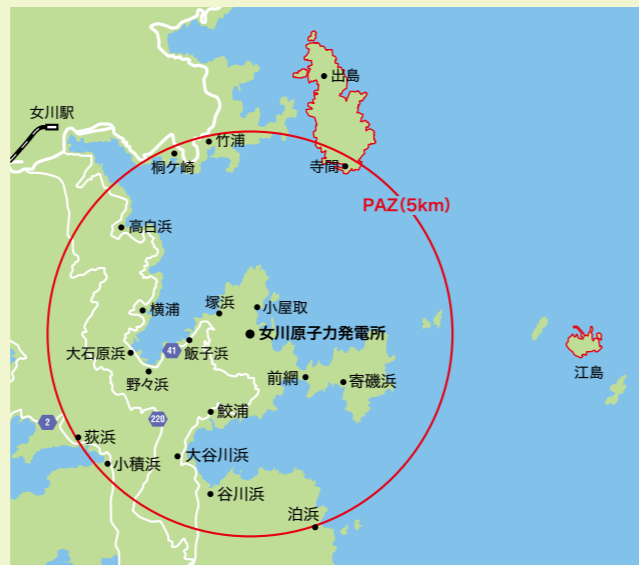 出島
女川駅
竹浦
桐ケ崎
寺間
PAZ(5km)
高白浜
横浦
塚浜
小屋取
女川原子力発電所
大石原浜
41
飯子浜
野々浜
前網
寄磯浜
江島
鮫浦
2
220
荻浜
大谷川浜
小積浜
谷川浜
泊浜